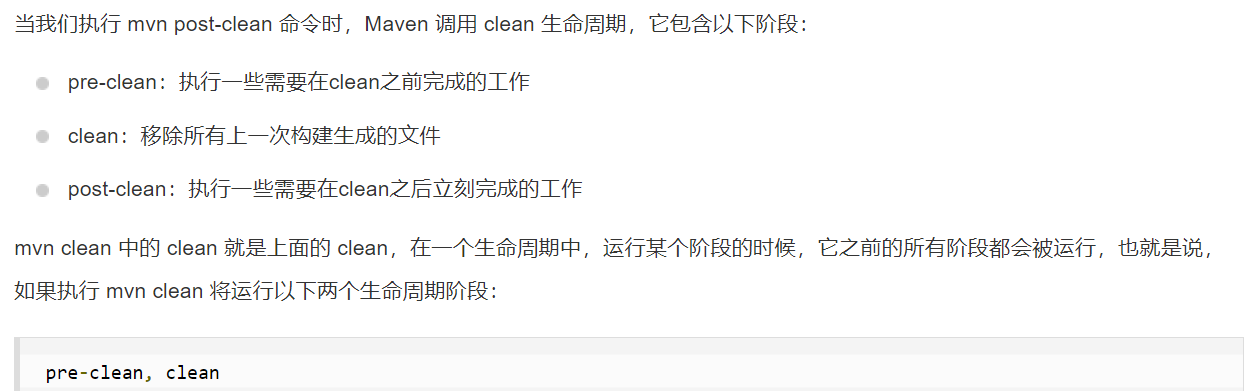 当我们执行 mvn post-clean 命令时，Maven 调用 clean 生命周期，它包含以下阶段：
pre-clean：执行一些需要在clean之前完成的工作
clean：移除所有上一次构建生成的文件
post-clean：执行一些需要在clean之后立刻完成的工作
mvn clean 中的 clean 就是上面的 clean，在一个生命周期中，运行某个阶段的时候，它之前的所有阶段都会被运行，也就是说，
如果执行 mvn clean 将运行以下两个生命周期阶段：
pre-clean, clean